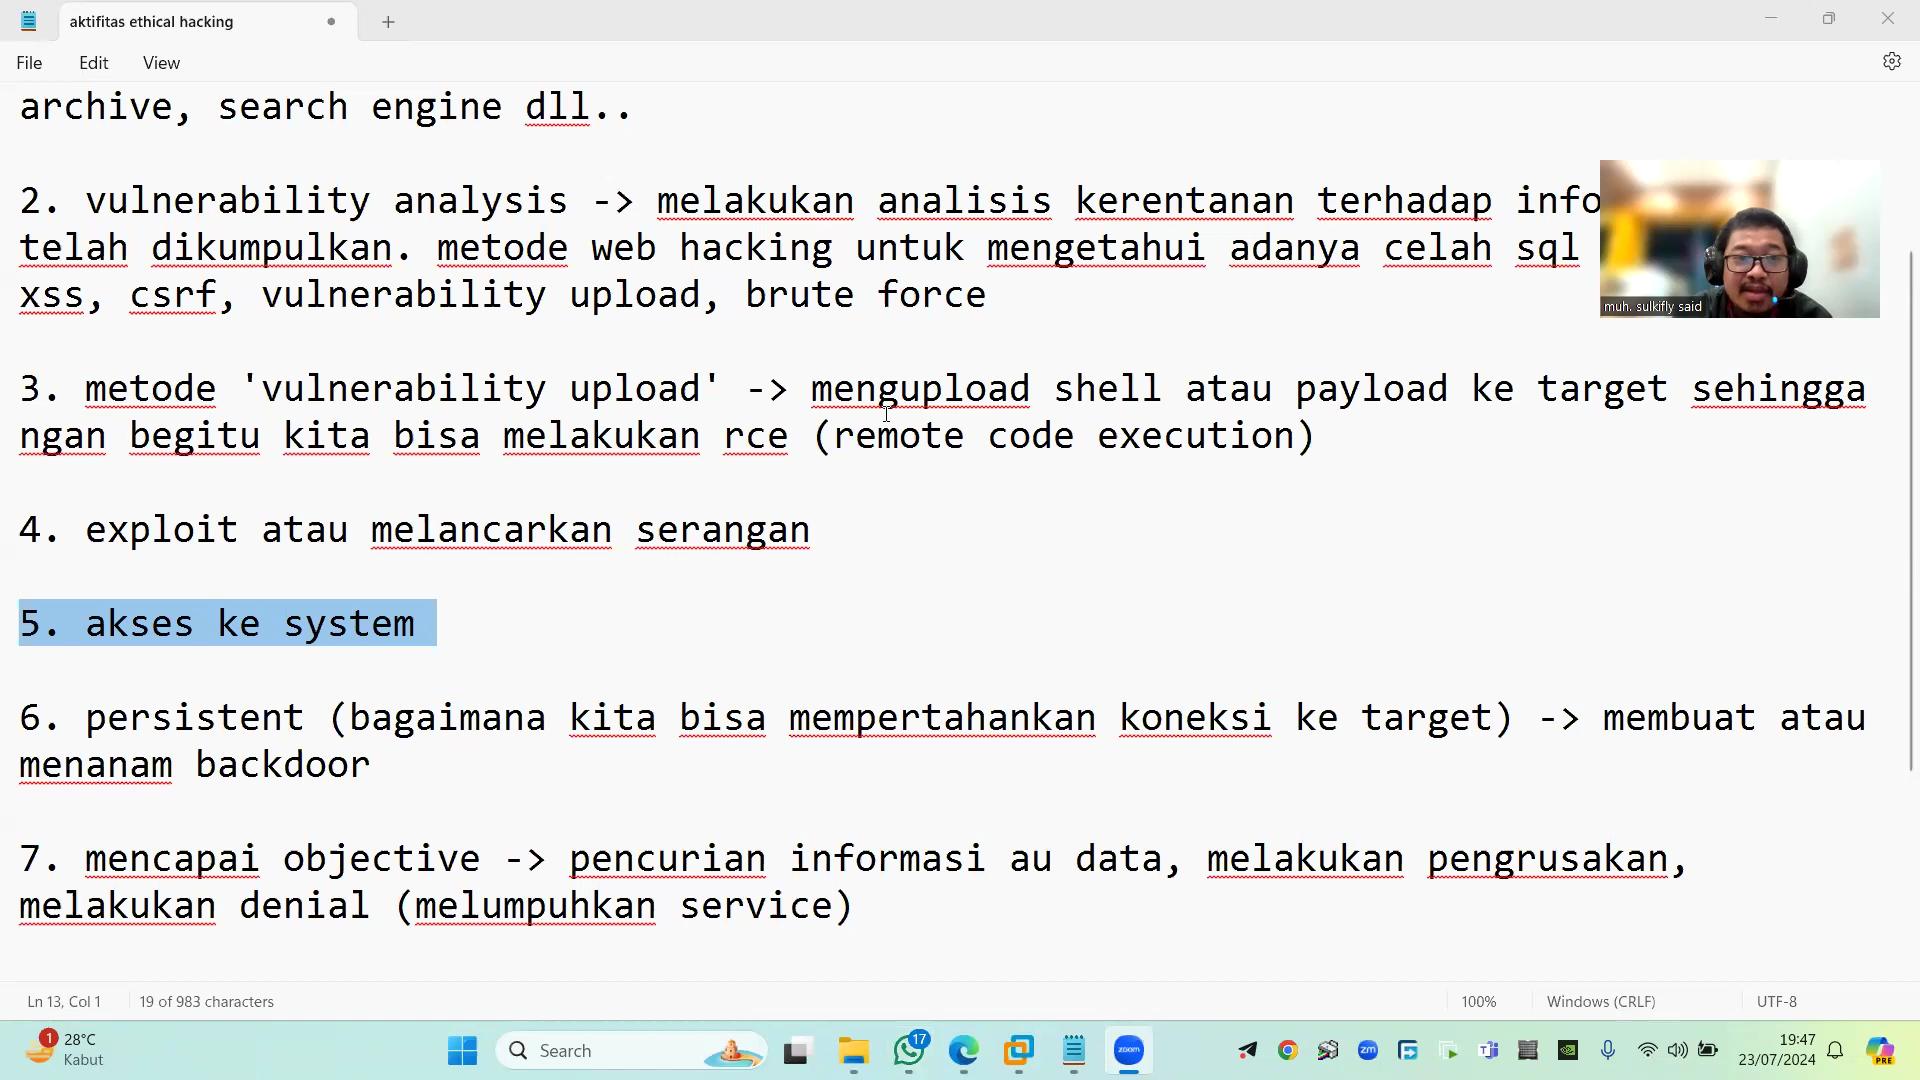 aktifitas ethical hacking
File Edit View
archive, search engine dll..
2. vulnerability analysis -> melakukan analisis kerentanan terhadap info
telah dikumpulkan. metode web hacking untuk mengetahui adanya celah sql
xss, csrf, vulnerability upload, brute force
muh. sulkifly said
3. metode 'vulnerability upload' -> mengupload shell atau payload ke target sehingga
ngan begitu kita bisa melakukan rce (remote code execution)
4. exploit atau melancarkan serangan
5. akses ke system
6. persistent (bagaimana kita bisa mempertahankan koneksi ke target) -> membuat atau
menanam backdoor
7. mencapai objective -> pencurian informasi au data, melakukan pengrusakan,
melakukan denial (melumpuhkan service)
Ln 13, Col 1 19 of 983 characters 100% Windows (CRLF) UTF-8
1 28°C
Kabut
Search
17
zoom
zm
19:47
23/07/2024
PRE